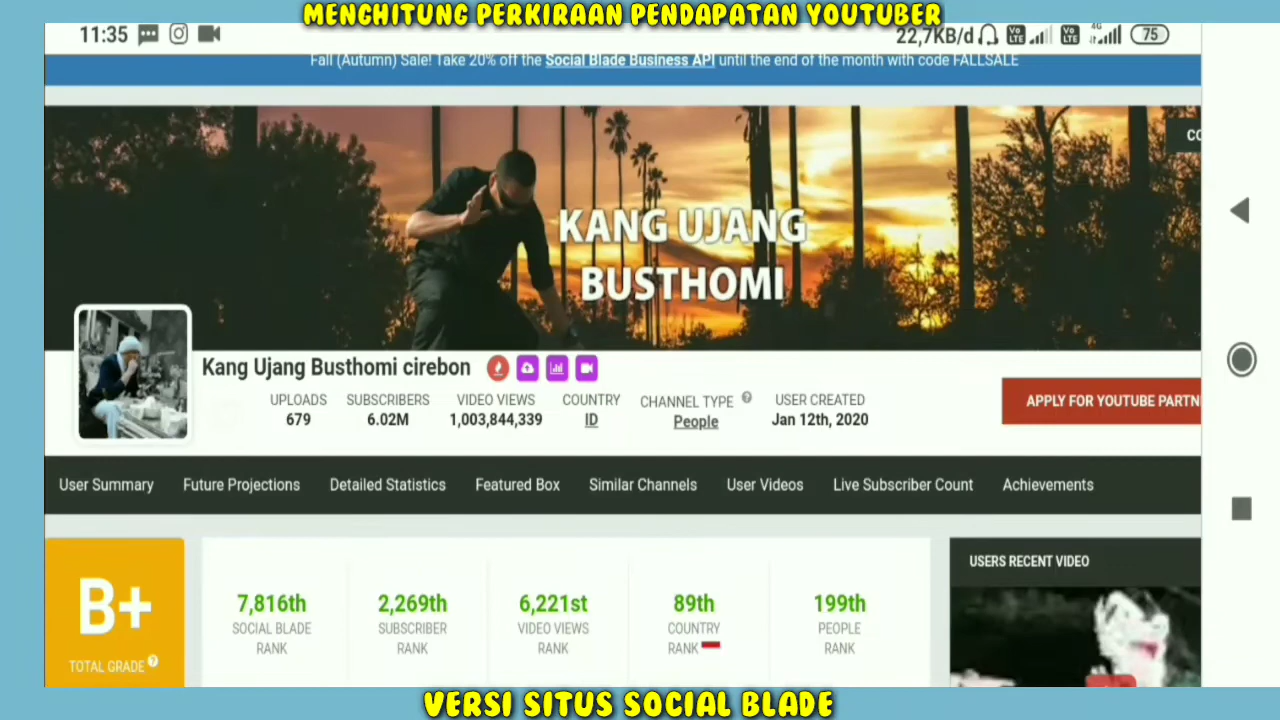 MENGHITUNG PERKIRAAN PENDAPATAN YOUTUBER
11:35
22,7KB/d
Vo LTE
Vo LTE
4G
75
Fall (Autumn) Sale! Take 20% off the Social Blade Business API until the end of the month with code FALLSALE
KANG UJANG
BUSTHOMI
Kang Ujang Busthomi cirebon
UPLOADS SUBSCRIBERS VIDEO VIEWS COUNTRY CHANNEL TYPE USER CREATED
679 6.02M 1,003,844,339 ID People Jan 12th, 2020
APPLY FOR YOUTUBE PARTN
User Summary Future Projections Detailed Statistics Featured Box Similar Channels User Videos Live Subscriber Count Achievements
B+
TOTAL GRADE
7,816th 2,269th 6,221st 89th 199th
SOCIAL BLADE SUBSCRIBER VIDEO VIEWS COUNTRY PEOPLE
RANK RANK RANK RANK RANK
USERS RECENT VIDEO
VERSI SITUS SOCIAL BLADE